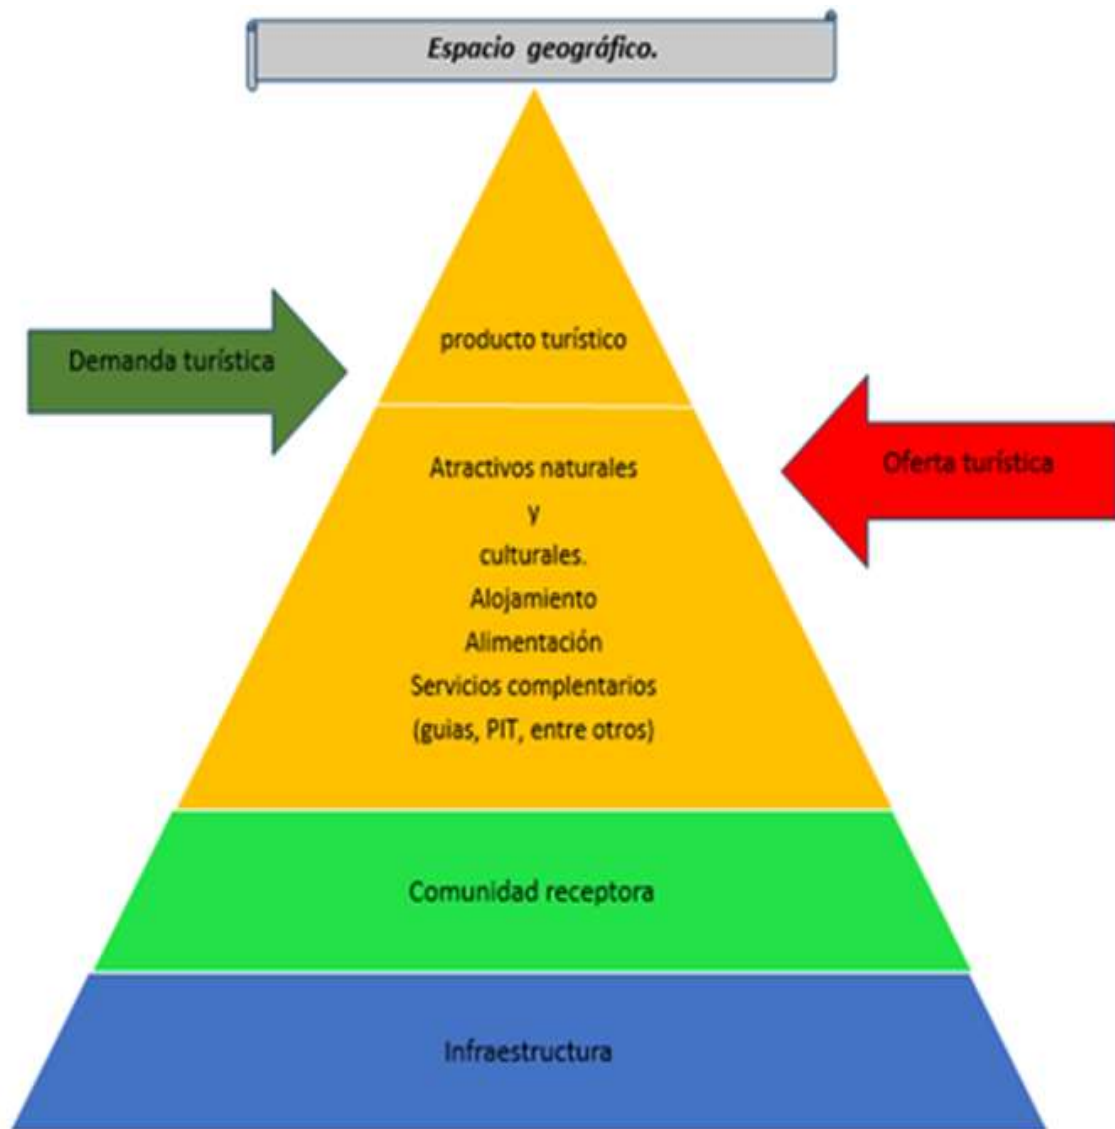 Espacio geográfico.
producto turístico
Demanda turística
Oferta turística
Atractivos naturales
y
culturales.
Alojamiento
Alimentación
Servicios complentarios
(guias, PIT, entre otros)
Comunidad receptora
Infraestructura